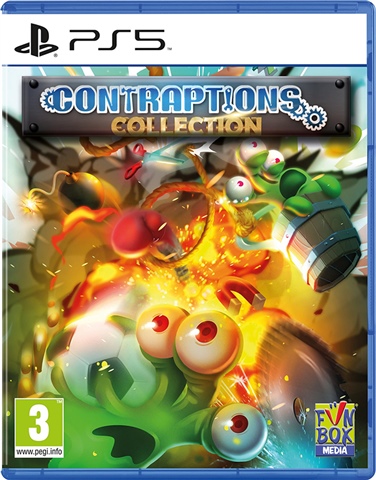 PS5
CONTRAPTIONS
COLLECTION
3
www.pegi.info
FUN
BOX
MEDIA